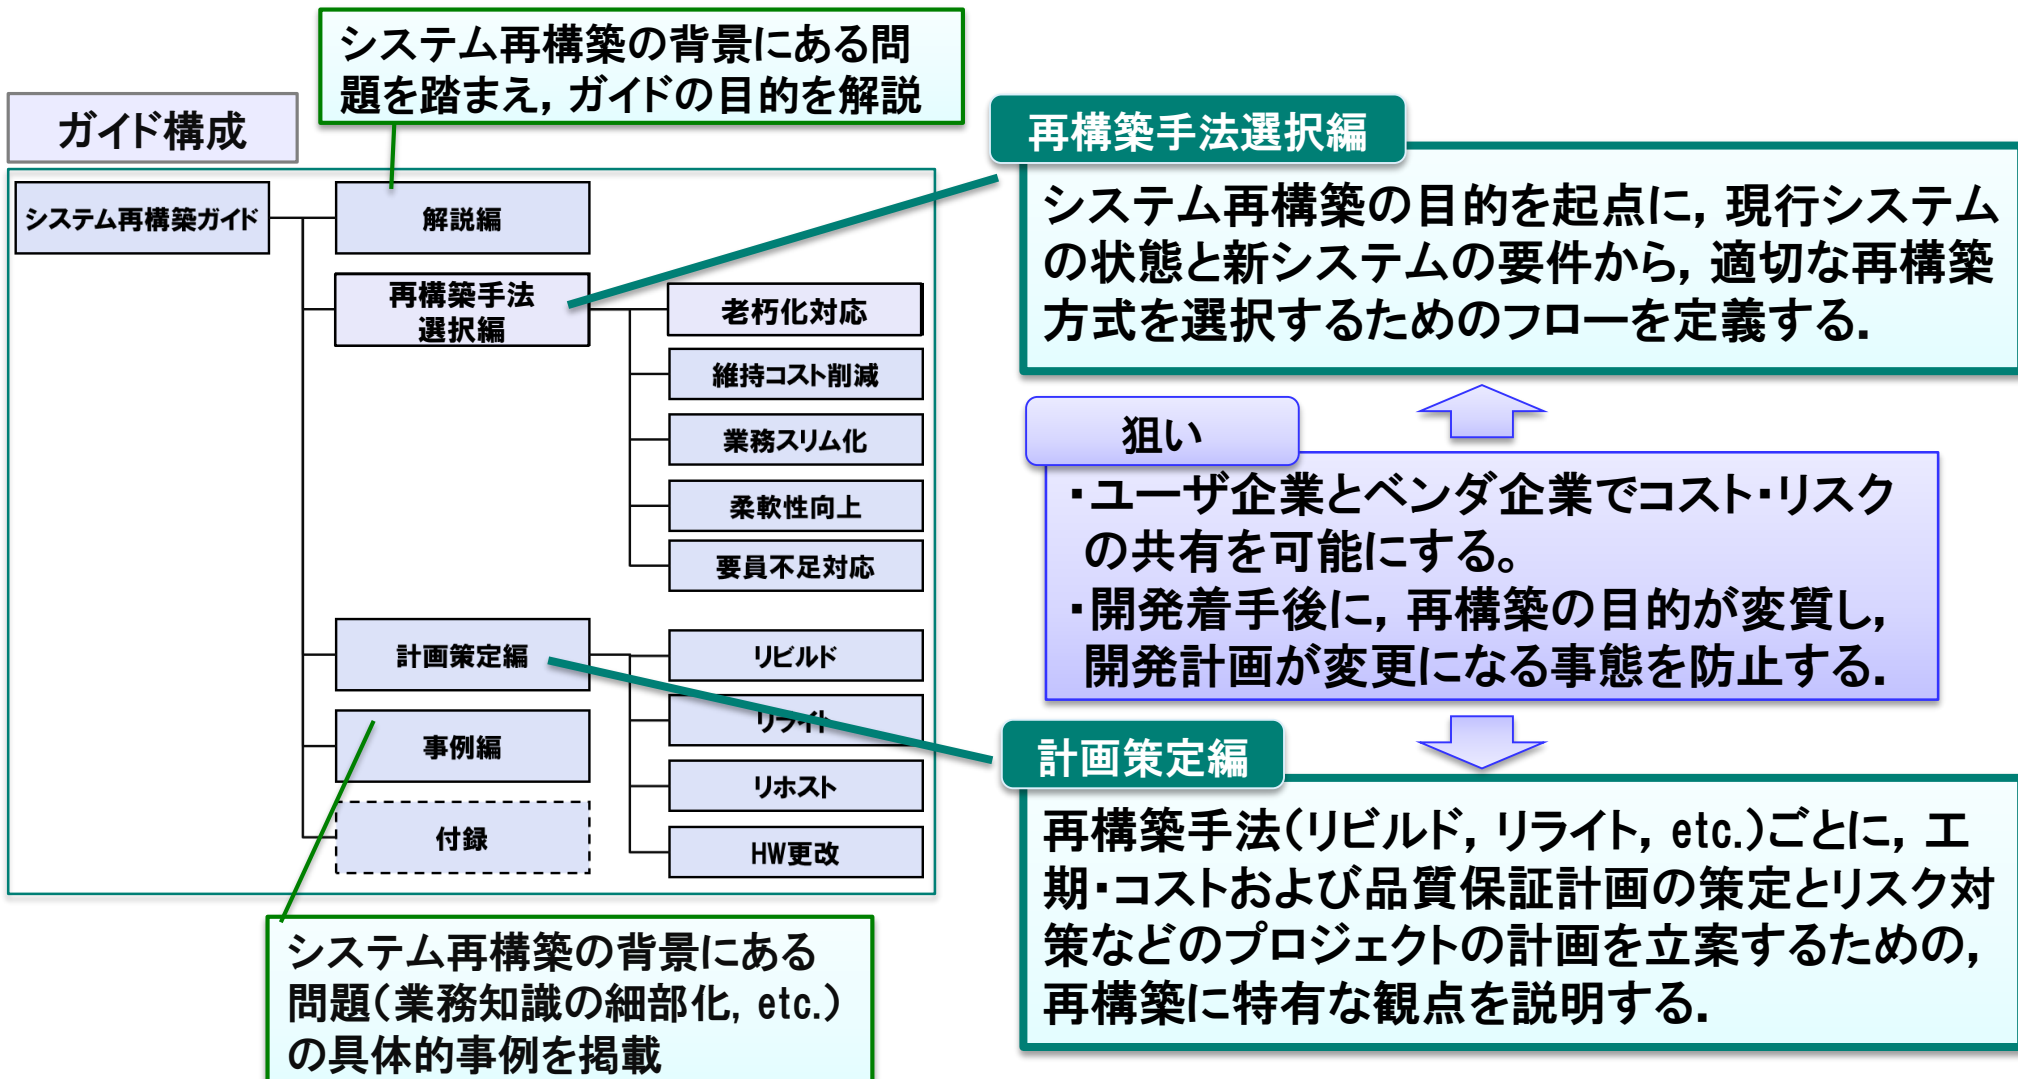 システム再構築の背景にある問
題を踏まえ，ガイドの目的を解説
ガイド構成
システム再構築ガイド
解説編
再構築手法
選択編
老朽化対応
維持コスト削減
業務スリム化
柔軟性向上
要員不足対応
計画策定編
リビルド
リライト
リホスト
HW更改
事例編
付録
システム再構築の背景にある
問題（業務知識の細部化，etc.）
の具体的事例を掲載
再構築手法選択編
システム再構築の目的を起点に，現行システム
の状態と新システムの要件から，適切な再構築
方式を選択するためのフローを定義する．
狙い
・ユーザ企業とベンダ企業でコスト・リスク
の共有を可能にする。
・開発着手後に，再構築の目的が変質し，
開発計画が変更になる事態を防止する．
計画策定編
再構築手法（リビルド，リライト，etc.）ごとに，工
期・コストおよび品質保証計画の策定とリスク対
策などのプロジェクトの計画を立案するための，
再構築に特有な観点を説明する．